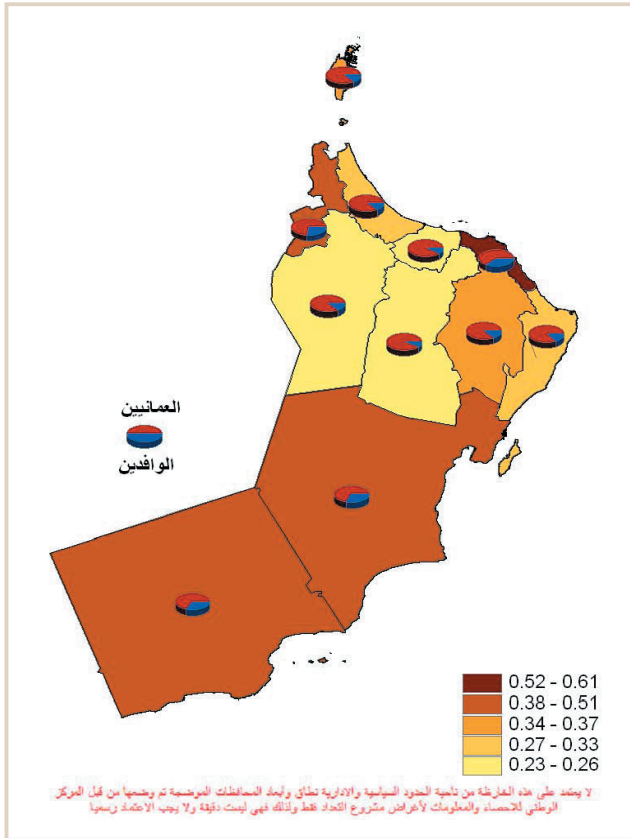 العمانيين
الوافدين
0.52 - 0.61
0.38 - 0.51
0.34 - 0.37
0.27 - 0.33
0.23 - 0.26
لا يعتمد على هذه الخارطة من ناحية الحدود السياسية والادارية نطاق وأبعاد المحافظات الموضحة تم وضعها من قبل المركز
الوطني للاحصاء والمعلومات لأغراض مشروع التعداد فقط ولذلك فهي ليست دقيقة ولا يجب الاعتماد رسميا